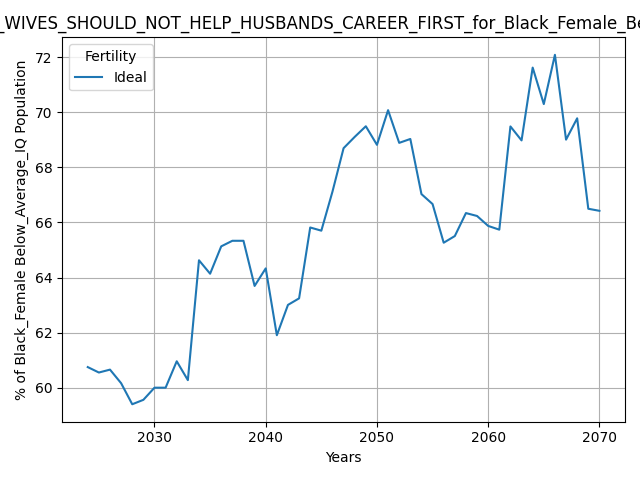 _WIVES_SHOULD_NOT_HELP_HUSBANDS_CAREER_FIRST_for_Black_Female_Be
Fertility
Ideal
% of Black_Female Below_Average_IQ Population
72
70
68
66
64
62
60
2030
2040
2050
2060
2070
Years